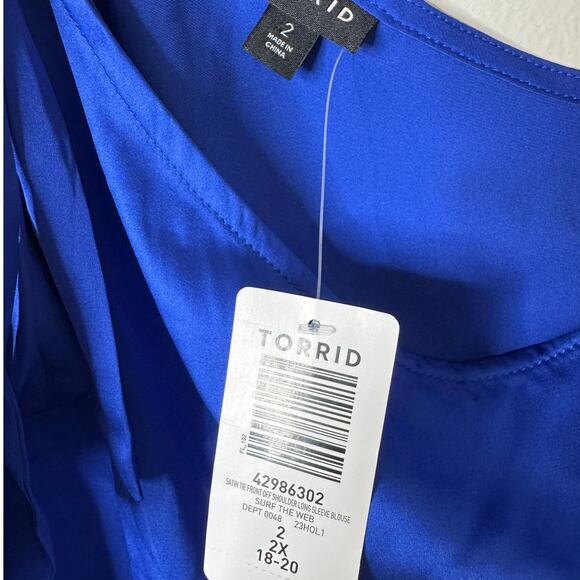 TORRID
2
MADE IN
CHINA
TORRID
FL_102
42986302
SATIN TIE FRONT OFF SHOULDER LONG SLEEVE BLOUSE
SURF THE WEB
DEPT 0048 23HOL1
2
2X
18-20